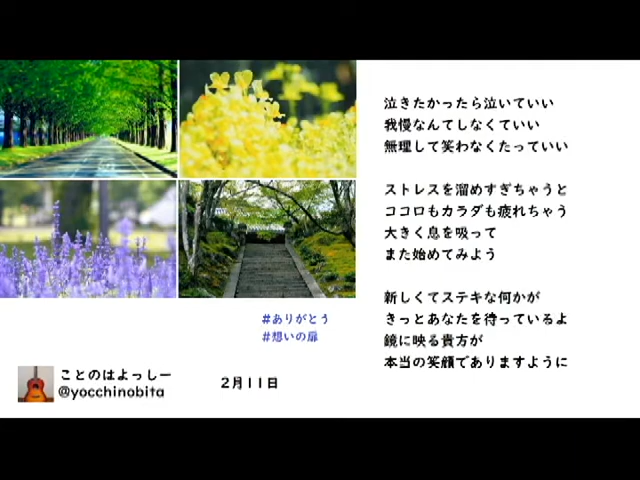 泣きたかったら泣いていい
我慢なんてしなくていい
無理して笑わなくたっていい
ストレスを溜めすぎちゃうと
ココロもカラダも疲れちゃう
大きく息を吸って
また始めてみよう
新しくてステキな何かが
きっとあなたを待っているよ
鏡に映る貴方が
本当の笑顔でありますように
#ありがとう
#想いの扉
ことのはよっしー
@yocchinobita
2月11日